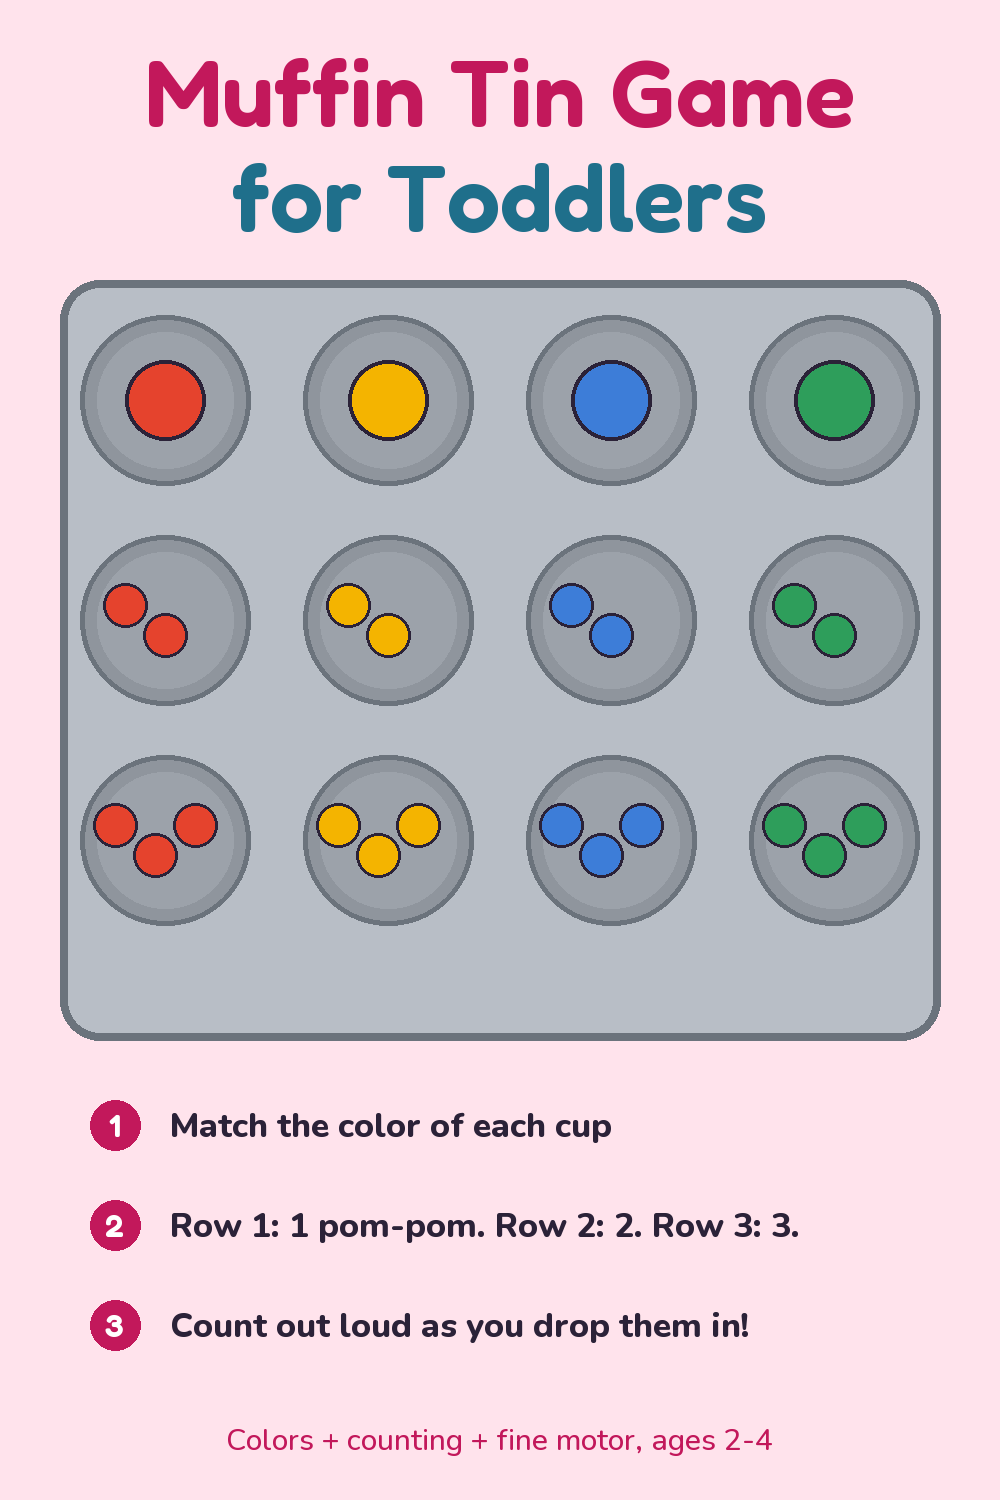 Muffin Tin Game
for Toddlers
1 Match the color of each cup
2 Row 1: 1 pom-pom. Row 2: 2. Row 3: 3.
3 Count out loud as you drop them in!
Colors + counting + fine motor, ages 2-4